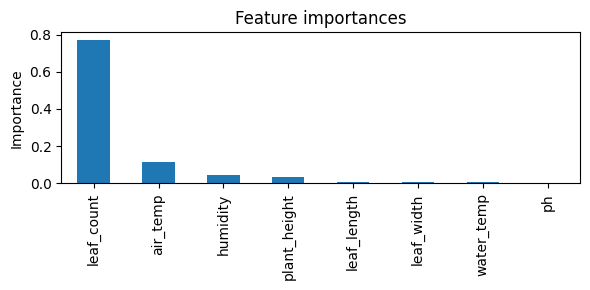 Feature importances
Importance
0.8
0.6
0.4
0.2
0.0
leaf_count
air_temp
humidity
plant_height
leaf_length
leaf_width
water_temp
ph